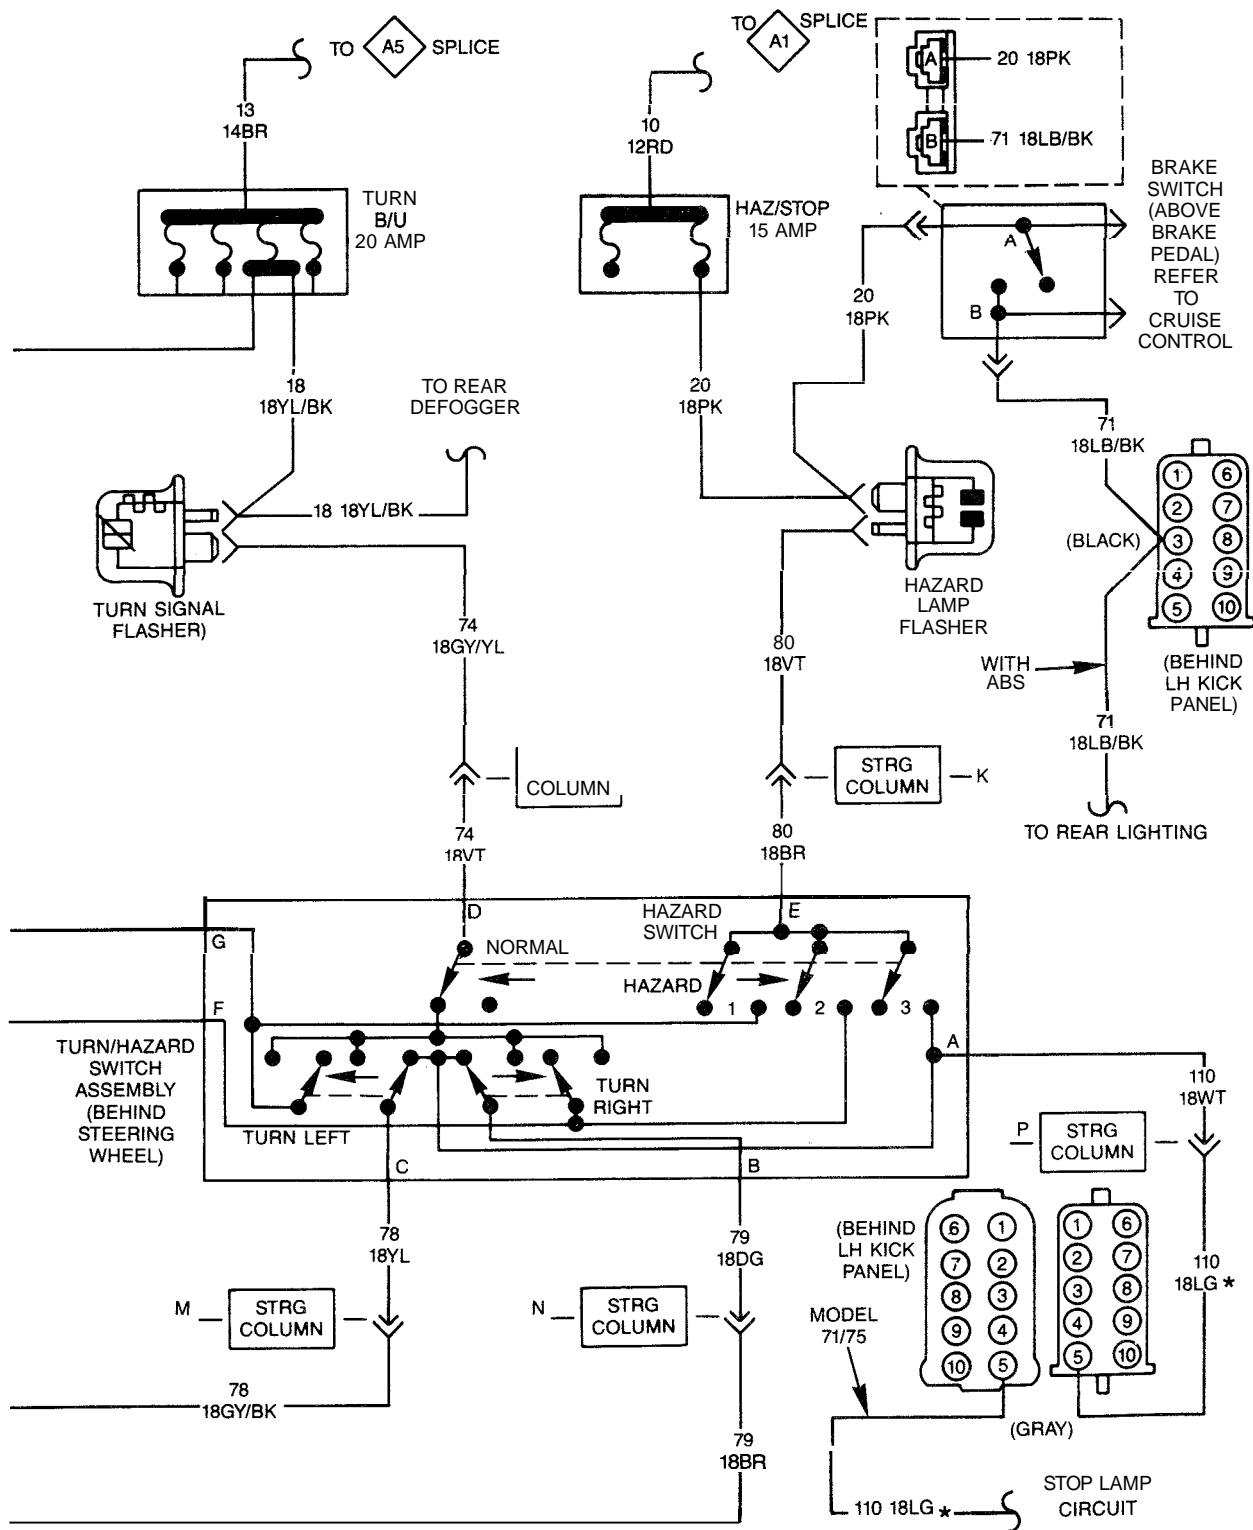 TO A5 SPLICE
TO A1 SPLICE
A
20 18PK
B
71 18LB/BK
13
14BR
10
12RD
TURN
B/U
20 AMP
HAZ/STOP
15 AMP
BRAKE
SWITCH
(ABOVE
BRAKE
PEDAL)
REFER
TO
CRUISE
CONTROL
A
B
20
18PK
18
18YL/BK
TO REAR
DEFOGGER
20
18PK
71
18LB/BK
18 18YL/BK
TURN SIGNAL
FLASHER)
HAZARD
LAMP
FLASHER
(BLACK)
1 6
2 7
3 8
4 9
5 10
(BEHIND
LH KICK
PANEL)
74
18GY/YL
80
18VT
WITH
ABS
71
18LB/BK
TO REAR LIGHTING
COLUMN
STRG
COLUMN
K
74
18VT
80
18BR
D
E
G
F
NORMAL
HAZARD
SWITCH
HAZARD
1
2
3
A
TURN/HAZARD
SWITCH
ASSEMBLY
(BEHIND
STEERING
WHEEL)
TURN LEFT
TURN
RIGHT
C
B
110
18WT
P
STRG
COLUMN
78
18YL
79
18DG
(BEHIND
LH KICK
PANEL)
6 1
7 2
8 3
9 4
10 5
1 6
2 7
3 8
4 9
5 10
110
18LG *
M
STRG
COLUMN
N
STRG
COLUMN
MODEL
71/75
78
18GY/BK
79
18BR
(GRAY)
110 18LG *
STOP LAMP
CIRCUIT